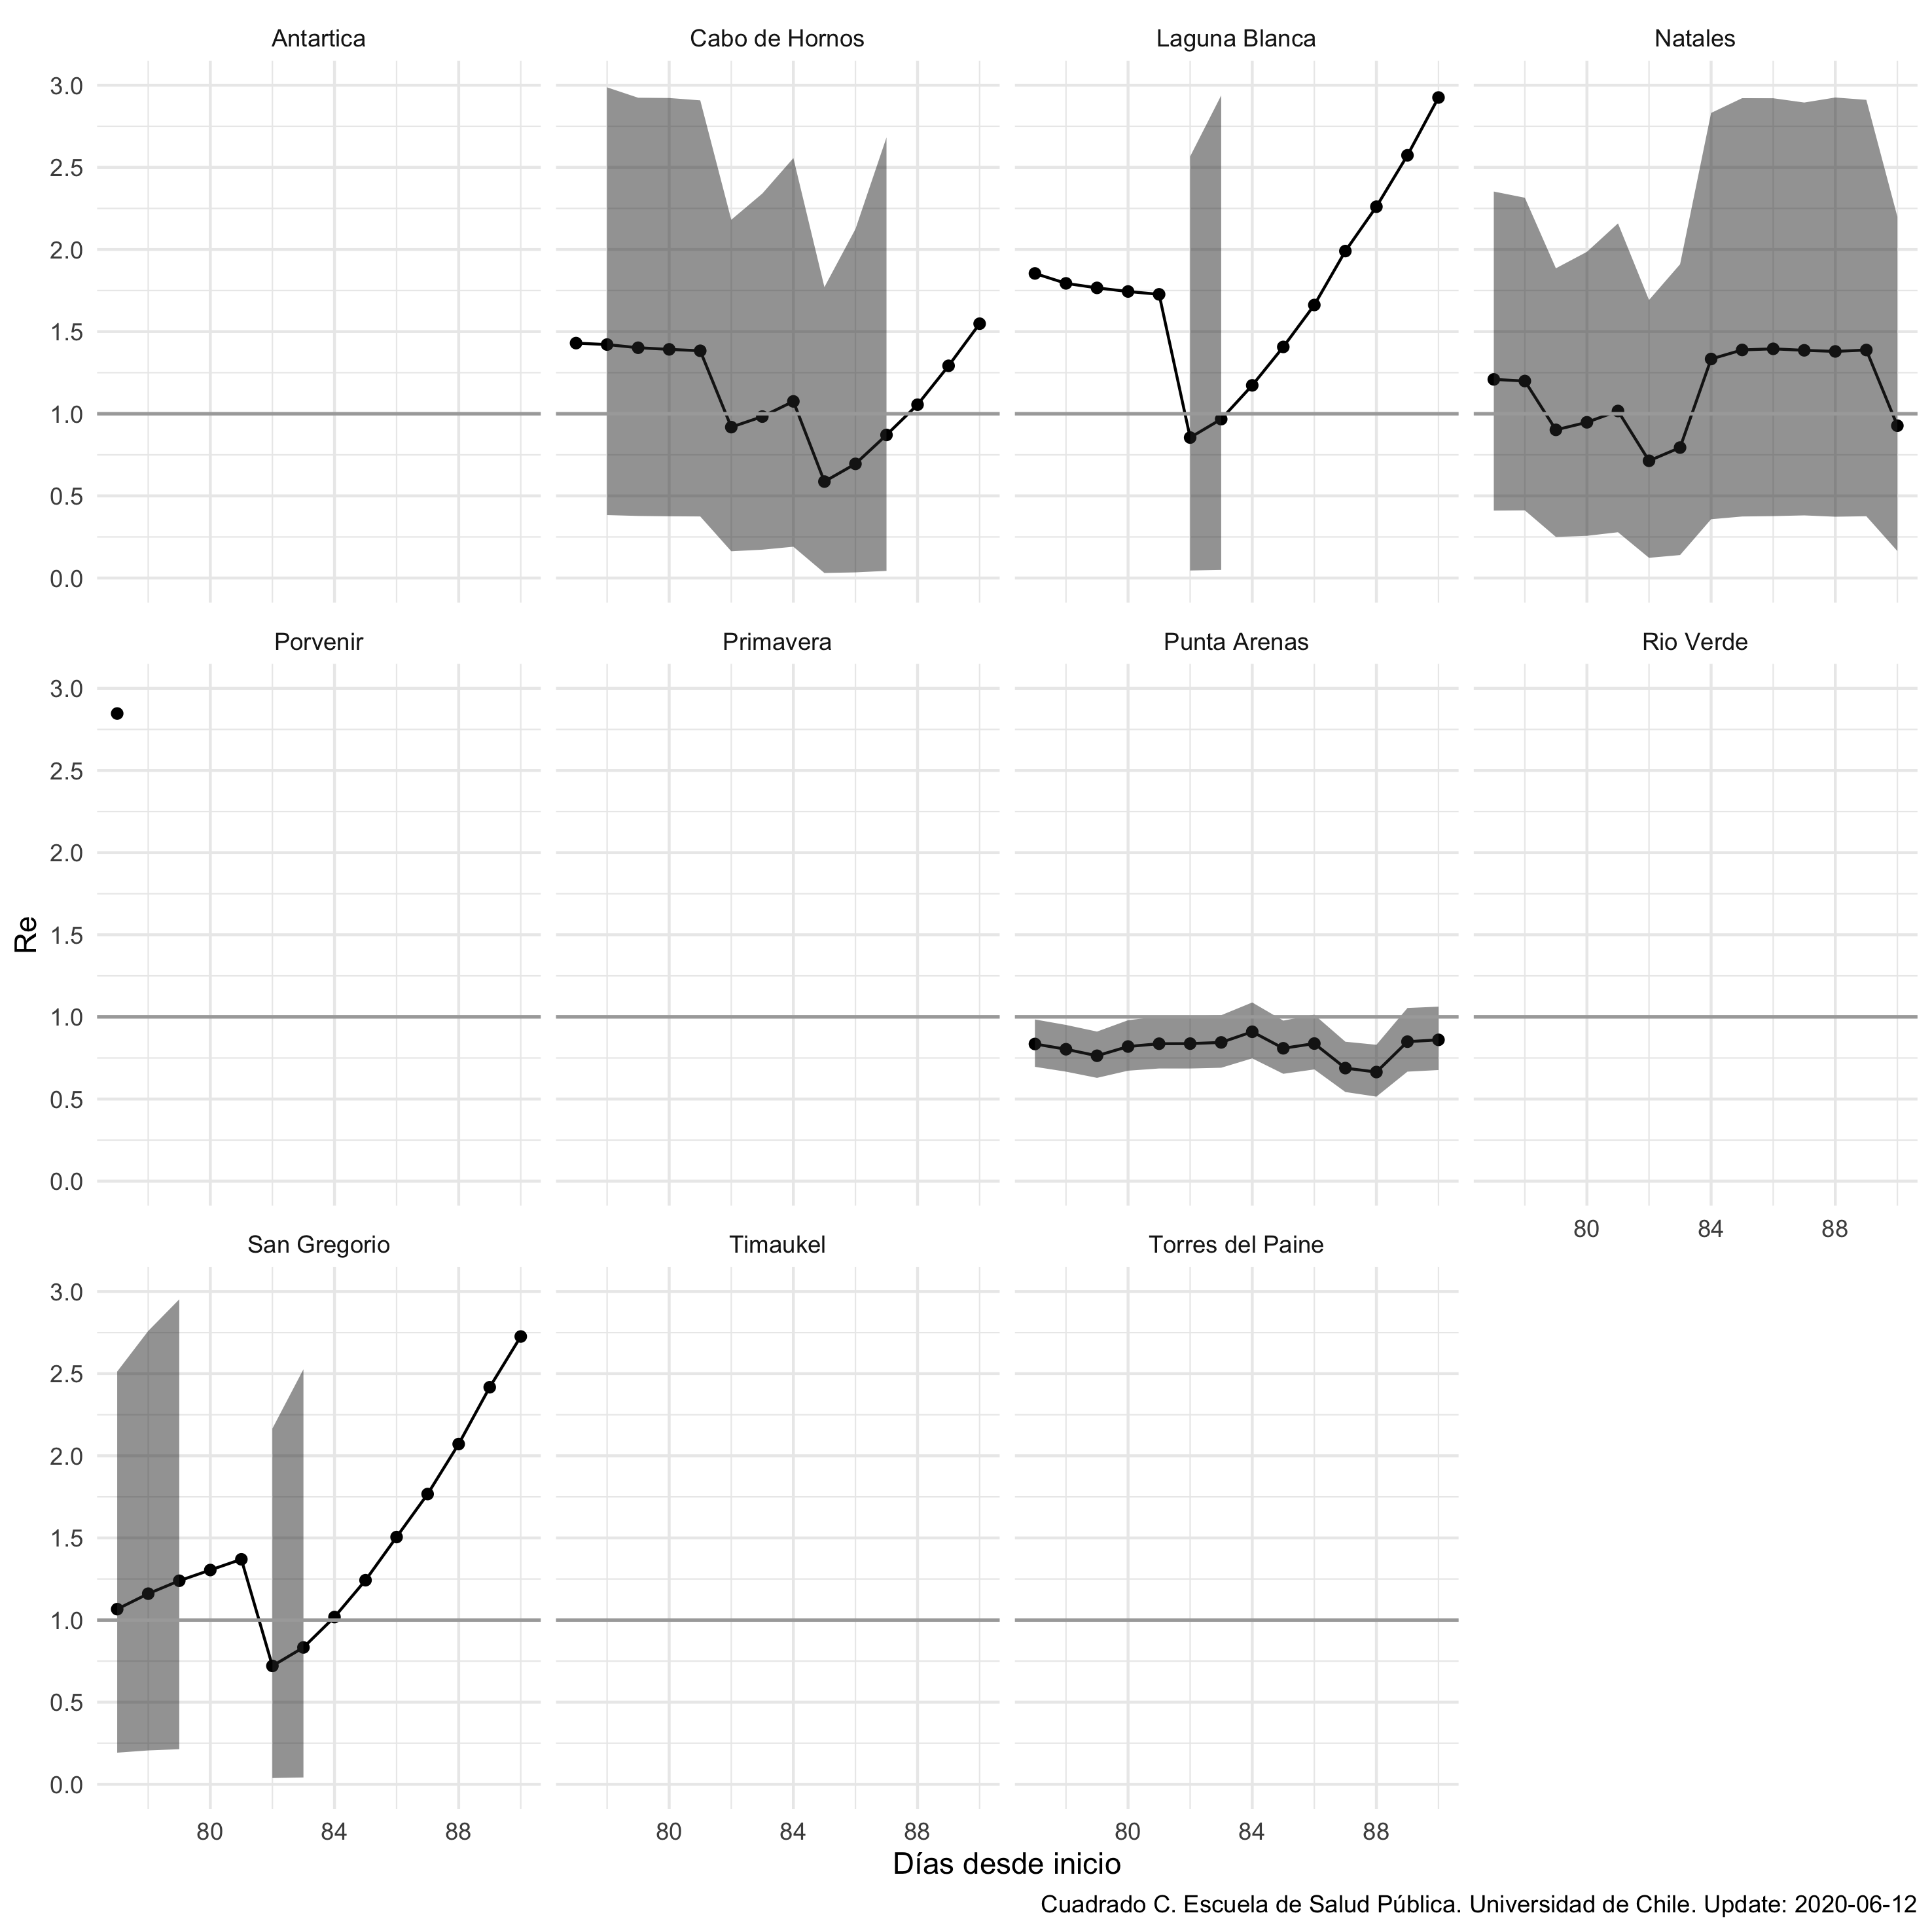 Antartica Cabo de Hornos Laguna Blanca Natales
3.0
2.5
2.0
1.5
1.0
0.5
0.0
Porvenir Primavera Punta Arenas Rio Verde
3.0
2.5
2.0
1.5
1.0
0.5
0.0
Re
80 84 88
San Gregorio Timaukel Torres del Paine
3.0
2.5
2.0
1.5
1.0
0.5
0.0
80 84 88 80 84 88 80 84 88
Días desde inicio
Cuadrado C. Escuela de Salud Pública. Universidad de Chile. Update: 2020-06-12